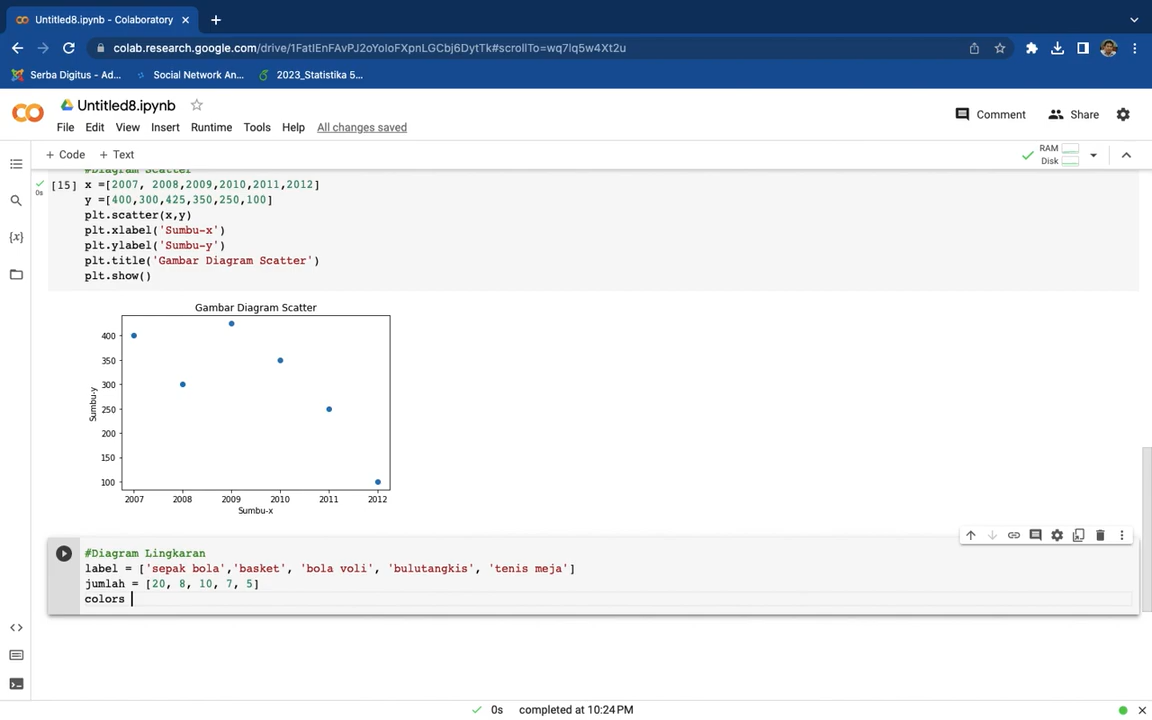 Untitled8.ipynb - Colaboratory
colab.research.google.com/drive/1FatIEnFAvPJ2oYoIoFXpnLGCbj6DytTk#scrollTo=wq7Iq5w4Xt2u
Serba Digitus - Ad... Social Network An... 2023_Statistika 5...
Untitled8.ipynb
File Edit View Insert Runtime Tools Help All changes saved
Comment Share
+ Code + Text
RAM
Disk
#Diagram Scatter
[15] x =[2007, 2008,2009,2010,2011,2012]
0s
y =[400,300,425,350,250,100]
plt.scatter(x,y)
plt.xlabel('Sumbu-x')
plt.ylabel('Sumbu-y')
plt.title('Gambar Diagram Scatter')
plt.show()
Gambar Diagram Scatter
400
350
300
250
200
150
100
Sumbu-y
2007 2008 2009 2010 2011 2012
Sumbu-x
#Diagram Lingkaran
label = ['sepak bola','basket', 'bola voli', 'bulutangkis', 'tenis meja']
jumlah = [20, 8, 10, 7, 5]
colors
0s completed at 10:24 PM